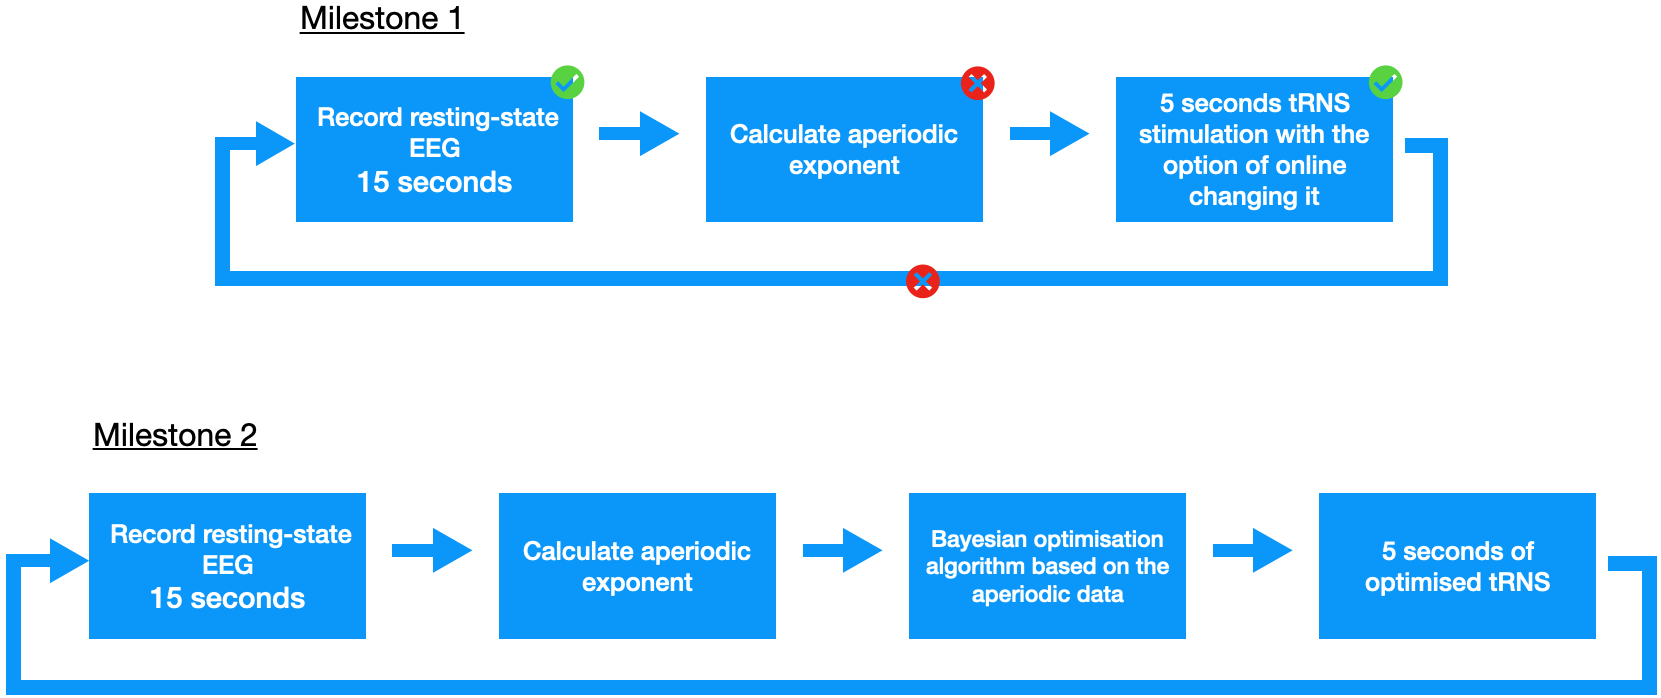 Milestone 1
Record resting-state
EEG
15 seconds
Calculate aperiodic
exponent
5 seconds tRNS
stimulation with the
option of online
changing it
Milestone 2
Record resting-state
EEG
15 seconds
Calculate aperiodic
exponent
Bayesian optimisation
algorithm based on the
aperiodic data
5 seconds of
optimised tRNS